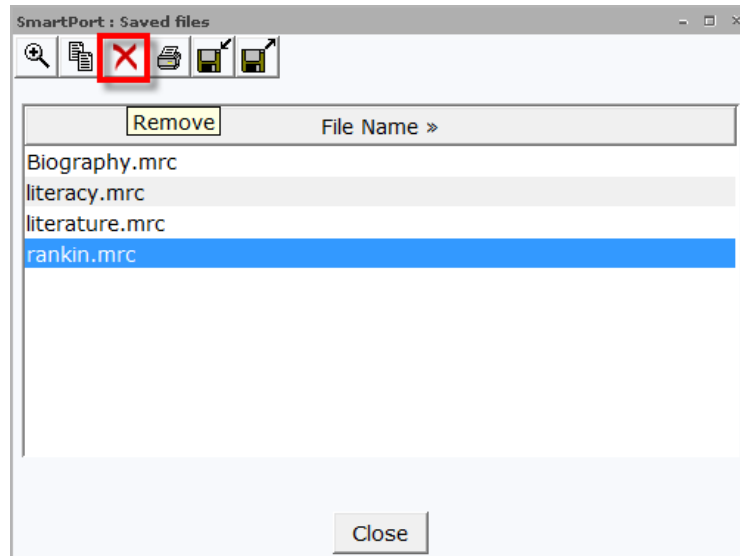 SmartPort : Saved files
Remove
File Name »
Biography.mrc
literacy.mrc
literature.mrc
rankin.mrc
Close